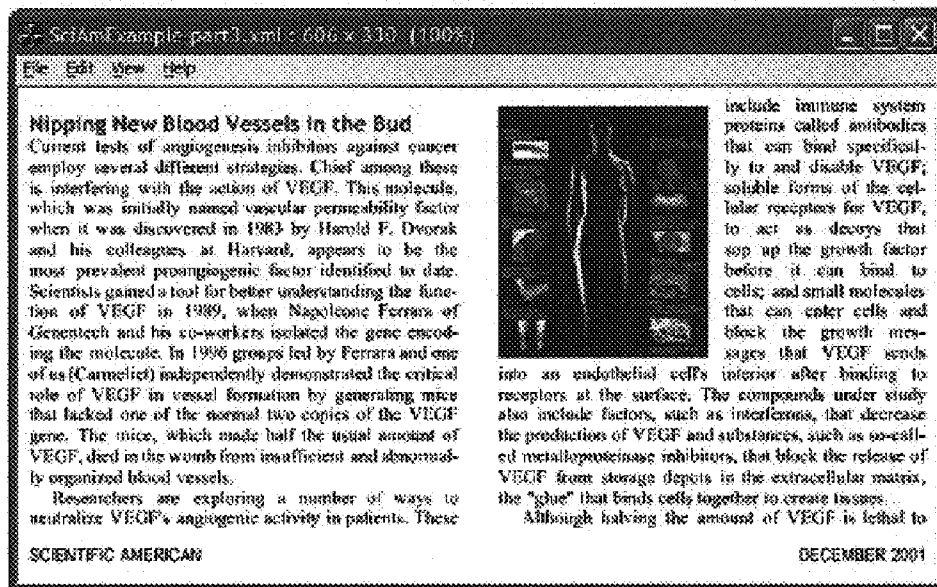 SciAmExample-part3.xml : 606 x 330 (100%)
File Edit View Help
Nipping New Blood Vessels in the Bud
Current tests of angiogenesis inhibitors against cancer
employ several different strategies. Chief among these
is interfering with the action of VEGF. This molecule,
which was initially named vascular permeability factor
when it was discovered in 1983 by Harold F. Dvorak
and his colleagues at Harvard, appears to be the
most prevalent proangiogenic factor identified to date.
Scientists gained a tool for better understanding the func-
tion of VEGF in 1989, when Napoleone Ferrara of
Genentech and his co-workers isolated the gene encod-
ing the molecule. In 1996 groups led by Ferrara and one
of us (Carmeliet) independently demonstrated the critical
role of VEGF in vessel formation by generating mice
that lacked one of the normal two copies of the VEGF
gene. The mice, which made half the usual amount of
VEGF, died in the womb from insufficient and abnormal-
ly organized blood vessels.
Researchers are exploring a number of ways to
neutralize VEGF's angiogenic activity in patients. These
include immune system
proteins called antibodies
that can bind specifical-
ly to and disable VEGF;
soluble forms of the cel-
lular receptors for VEGF,
to act as decoys that
sop up the growth factor
before it can bind to
cells; and small molecules
that can enter cells and
block the growth mes-
sages that VEGF sends
into an endothelial cell's interior after binding to
receptors at the surface. The compounds under study
also include factors, such as interferons, that decrease
the production of VEGF and substances, such as so-call-
ed metalloproteinase inhibitors, that block the release of
VEGF from storage depots in the extracellular matrix,
the "glue" that binds cells together to create tissues.
Although halving the amount of VEGF is lethal to
SCIENTIFIC AMERICAN
DECEMBER 2001